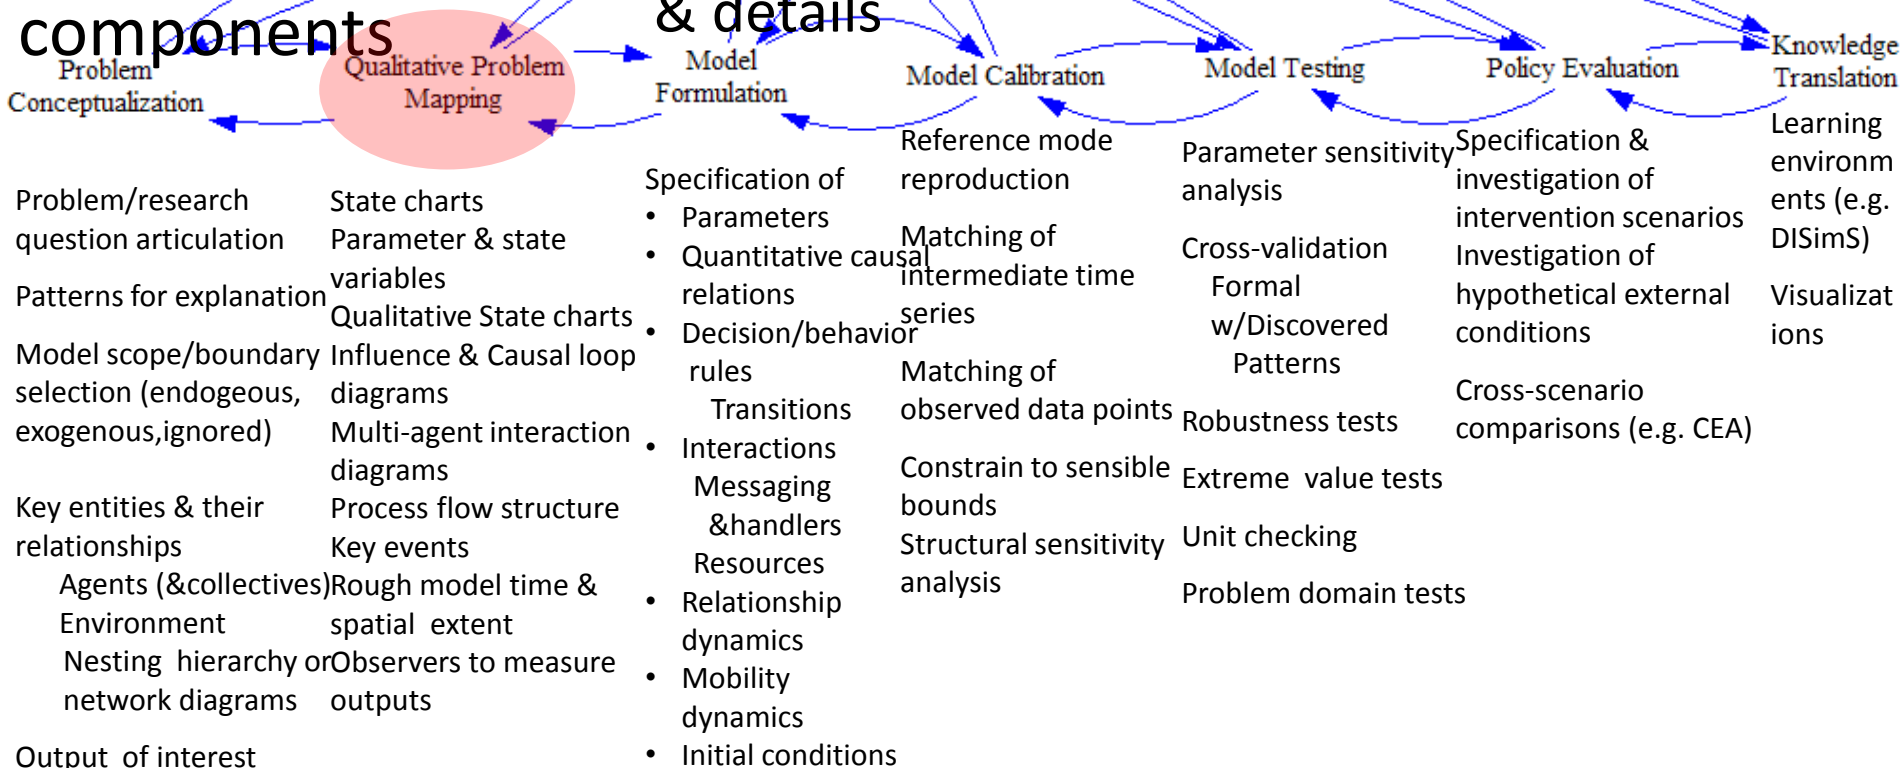 components
& details
Problem
Conceptualization
Qualitative Problem
Mapping
Model
Formulation
Model Calibration
Model Testing
Policy Evaluation
Knowledge
Translation
Problem/research
question articulation
Patterns for explanation
Model scope/boundary
selection (endogeous,
exogenous,ignored)
Key entities & their
relationships
Agents (&collectives)
Environment
Nesting hierarchy or
network diagrams
Output of interest
State charts
Parameter & state
variables
Qualitative State charts
Influence & Causal loop
diagrams
Multi-agent interaction
diagrams
Process flow structure
Key events
Rough model time &
spatial extent
Observers to measure
outputs
Specification of
• Parameters
• Quantitative causal
relations
• Decision/behavior
rules
Transitions
• Interactions
Messaging
&handlers
Resources
• Relationship
dynamics
• Mobility
dynamics
• Initial conditions
Reference mode
reproduction
Matching of
intermediate time
series
Matching of
observed data points
Constrain to sensible
bounds
Structural sensitivity
analysis
Parameter sensitivity
analysis
Cross-validation
Formal
w/Discovered
Patterns
Robustness tests
Extreme value tests
Unit checking
Problem domain tests
Specification &
investigation of
intervention scenarios
Investigation of
hypothetical external
conditions
Cross-scenario
comparisons (e.g. CEA)
Learning
environm
ents (e.g.
DISimS)
Visualizat
ions